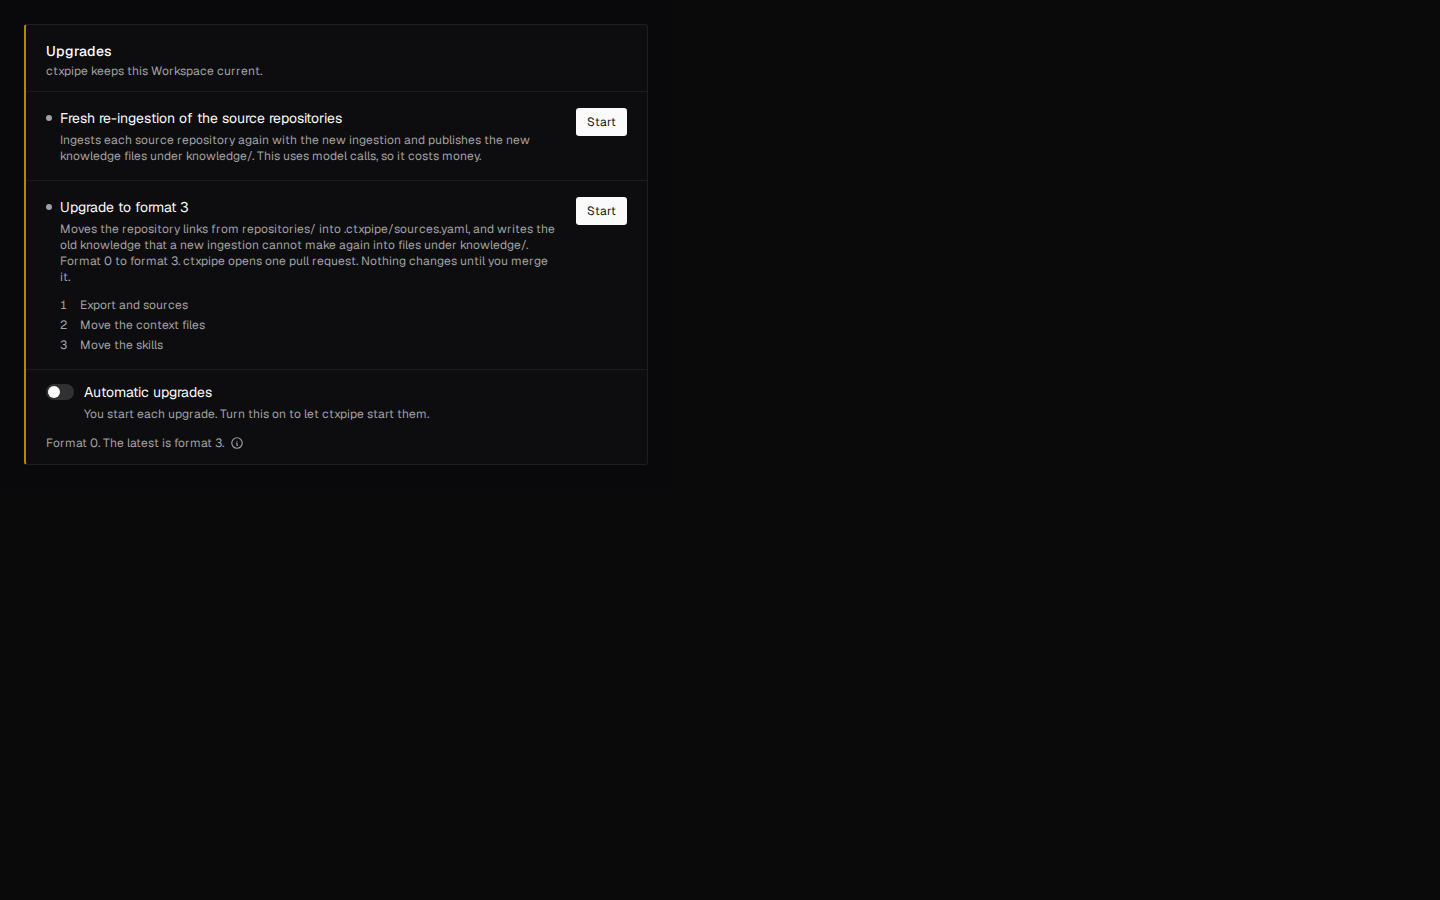 Upgrades
ctxpipe keeps this Workspace current.
Fresh re-ingestion of the source repositories
Start
Ingests each source repository again with the new ingestion and publishes the new
knowledge files under knowledge/. This uses model calls, so it costs money.
Upgrade to format 3
Start
Moves the repository links from repositories/ into .ctxpipe/sources.yaml, and writes the
old knowledge that a new ingestion cannot make again into files under knowledge/.
Format 0 to format 3. ctxpipe opens one pull request. Nothing changes until you merge
it.
1 Export and sources
2 Move the context files
3 Move the skills
Automatic upgrades
You start each upgrade. Turn this on to let ctxpipe start them.
Format 0. The latest is format 3.